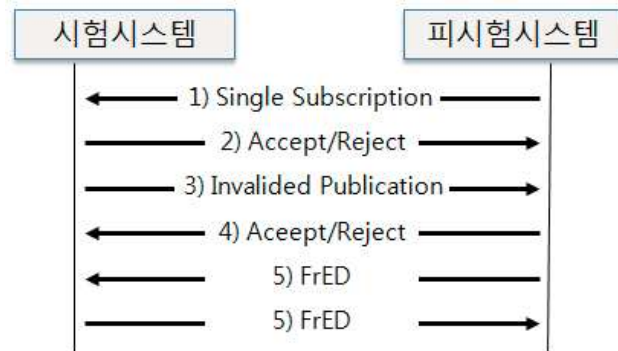 시험시스템
피시험시스템
1) Single Subscription
2) Accept/Reject
3) Invalided Publication
4) Aceept/Reject
5) FrED
5) FrED